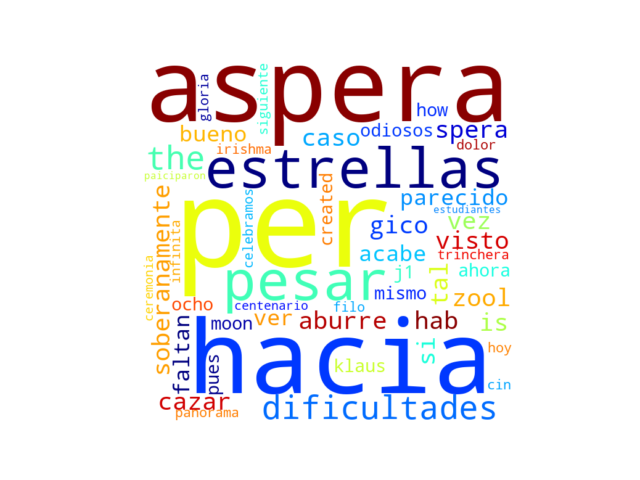 aspera
gloria
siguiente
how
bueno
caso
odiosos
spera
irishma
dolor
the
estrellas
paiciparon
soberanamente
per
created
celebramos
parecido
estudiantes
infinita
gico
vez
visto
ceremonia
acabe
trinchera
pesar
j1
tal
ahora
mismo
zool
ocho
centenario
filo
faltan
moon
ver
aburre
hab
is
hacia
si
hoy
pues
klaus
cin
cazar
panorama
dificultades